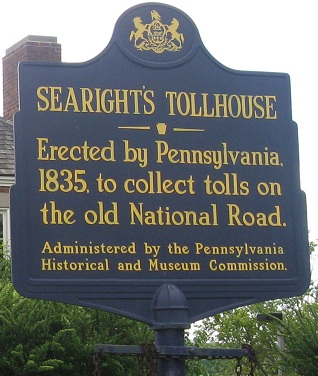 SEARIGHT'S TOLLHOUSE
Erected by Pennsylvania,
1835, to collect tolls on
the old National Road.
Administered by the Pennsylvania
Historical and Museum Commission.